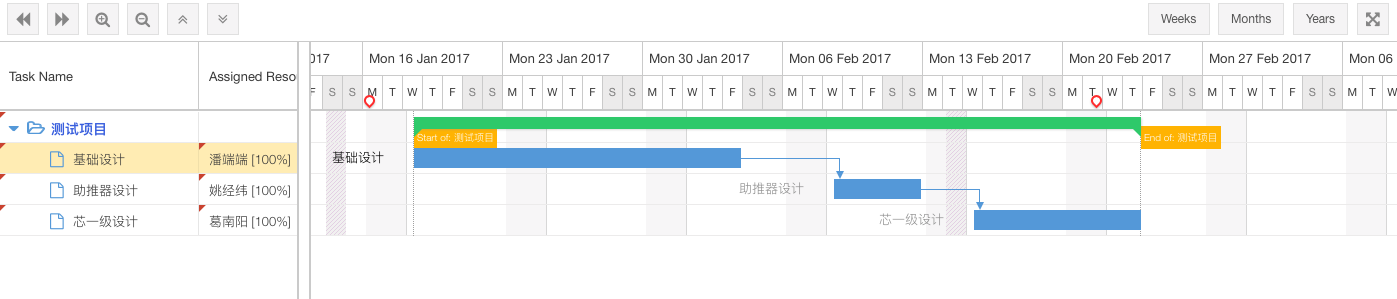 Weeks Months Years
Task Name Assigned Reso
017 Mon 16 Jan 2017 Mon 23 Jan 2017 Mon 30 Jan 2017 Mon 06 Feb 2017 Mon 13 Feb 2017 Mon 20 Feb 2017 Mon 27 Feb 2017 Mon 06
F S S M T W T F S S M T W T F S S M T W T F S S M T W T F S S M T W T F S S M T W T F S S M T W T F S S M T W
测试项目
Start of: 测试项目 End of: 测试项目
基础设计 潘端端 [100%] 基础设计
助推器设计 姚经纬 [100%] 助推器设计
芯一级设计 葛南阳 [100%] 芯一级设计